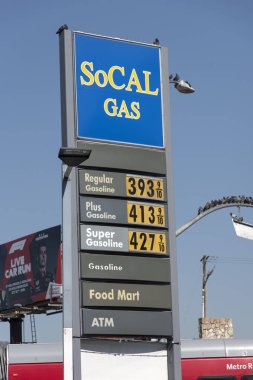 SoCAL
GAS
Regular
Gasoline
393 9/10
Plus
Gasoline
413 9/10
Super
Gasoline
427 9/10
Gasoline
Food Mart
ATM
F1
LIVE
CAR RUN
Metro R